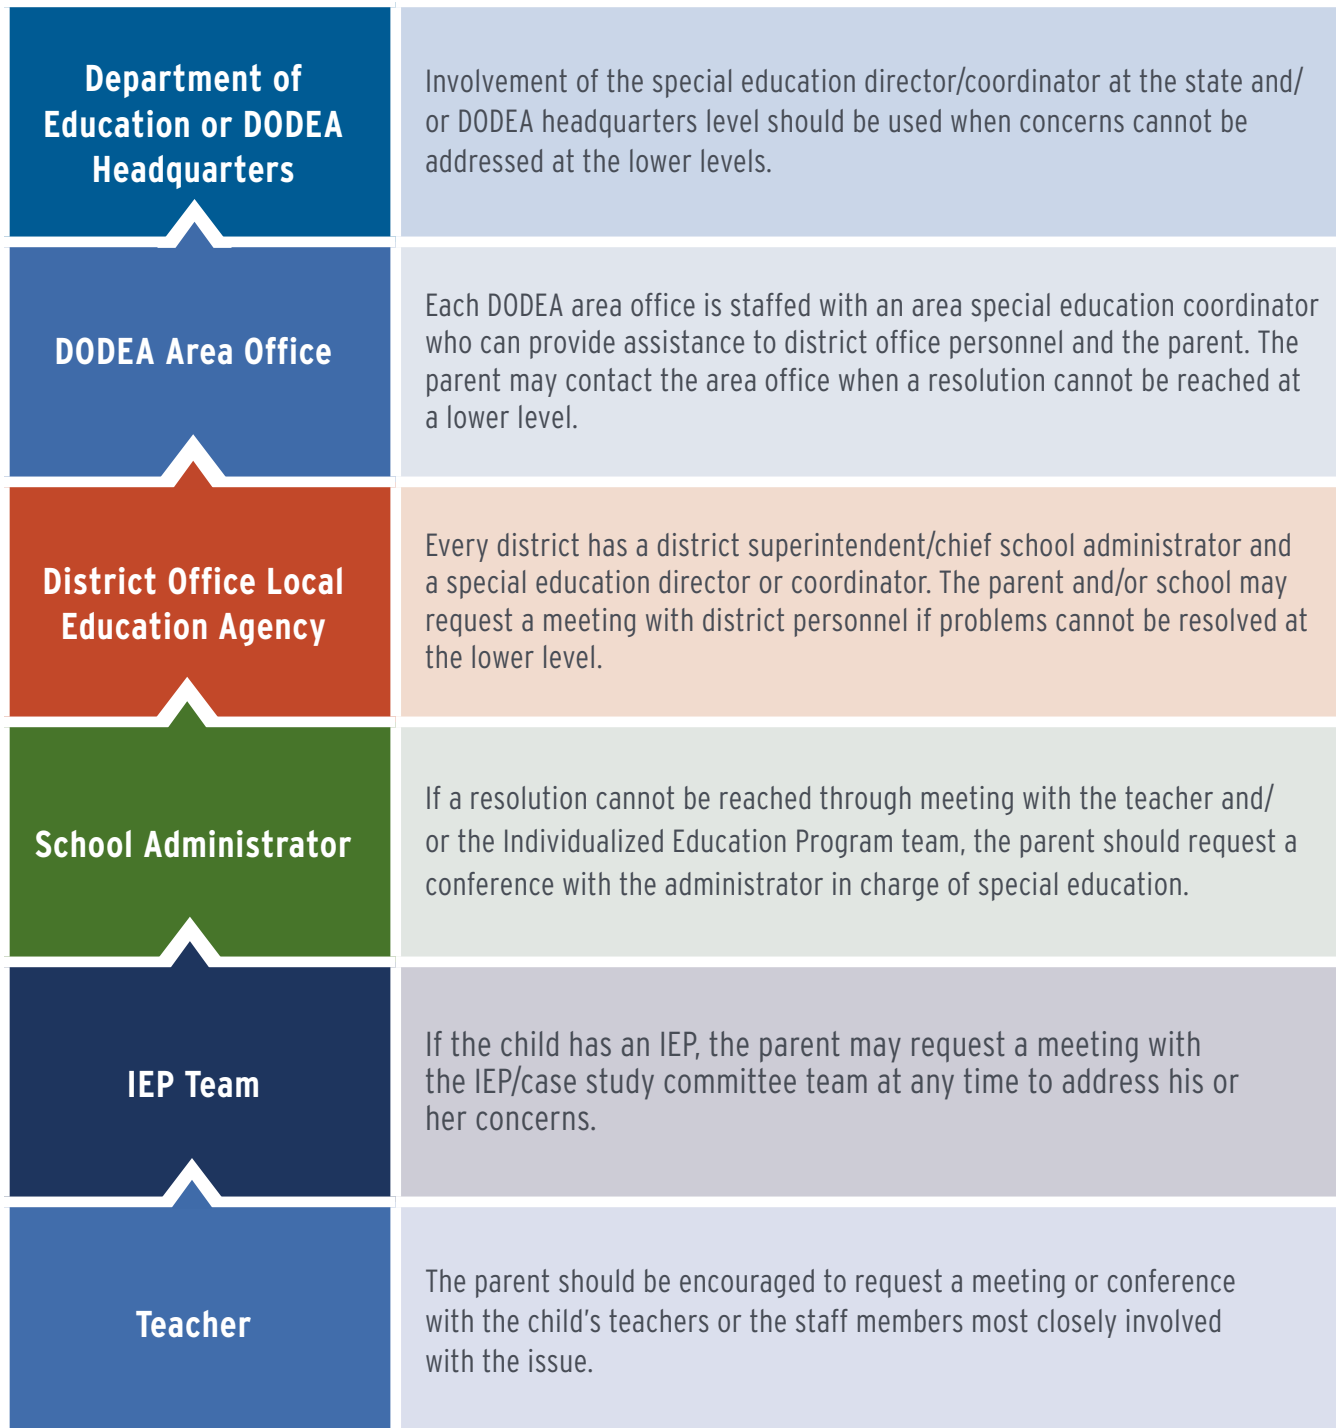 Department of
Education or DODEA
Headquarters
Involvement of the special education director/coordinator at the state and/
or DODEA headquarters level should be used when concerns cannot be
addressed at the lower levels.
DODEA Area Office
Each DODEA area office is staffed with an area special education coordinator
who can provide assistance to district office personnel and the parent. The
parent may contact the area office when a resolution cannot be reached at
a lower level.
District Office Local
Education Agency
Every district has a district superintendent/chief school administrator and
a special education director or coordinator. The parent and/or school may
request a meeting with district personnel if problems cannot be resolved at
the lower level.
School Administrator
If a resolution cannot be reached through meeting with the teacher and/
or the Individualized Education Program team, the parent should request a
conference with the administrator in charge of special education.
IEP Team
If the child has an IEP, the parent may request a meeting with
the IEP/case study committee team at any time to address his or
her concerns.
Teacher
The parent should be encouraged to request a meeting or conference
with the child’s teachers or the staff members most closely involved
with the issue.